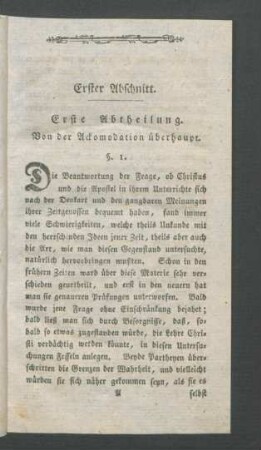 Erster Abschnitt.
Erste Abtheilung.
Von der Ackomodation überhaupt.
§. 1.
Die Beantwortung der Frage, ob Christus
und die Apostel in ihrem Unterrichte sich
nach der Denkart und den gangbaren Meinungen
ihrer Zeitgenossen bequemt haben, fand immer
viele Schwierigkeiten, welche theils Unkunde mit
den herrschenden Ideen jener Zeit, theils aber auch
die Art, wie man diesen Gegenstand untersuchte,
natürlich hervorbringen mußten. Schon in den
frühern Zeiten ward über diese Materie sehr ver-
schieden geurtheilt, und erst in den neuern hat
man sie genauern Prüfungen unterworfen. Bald
wurde jene Frage ohne Einschränkung bejahet;
bald ließ man sich durch Besorgnisse, daß, so-
bald so etwas zugestanden würde, die Lehre Chri-
sti verdächtig werden könnte, in diesen Untersu-
chungen Fesseln anlegen. Beyde Partheyen über-
schritten die Grenzen der Wahrheit, und vielleicht
würden sie sich näher gekommen seyn, als sie es
A selbst